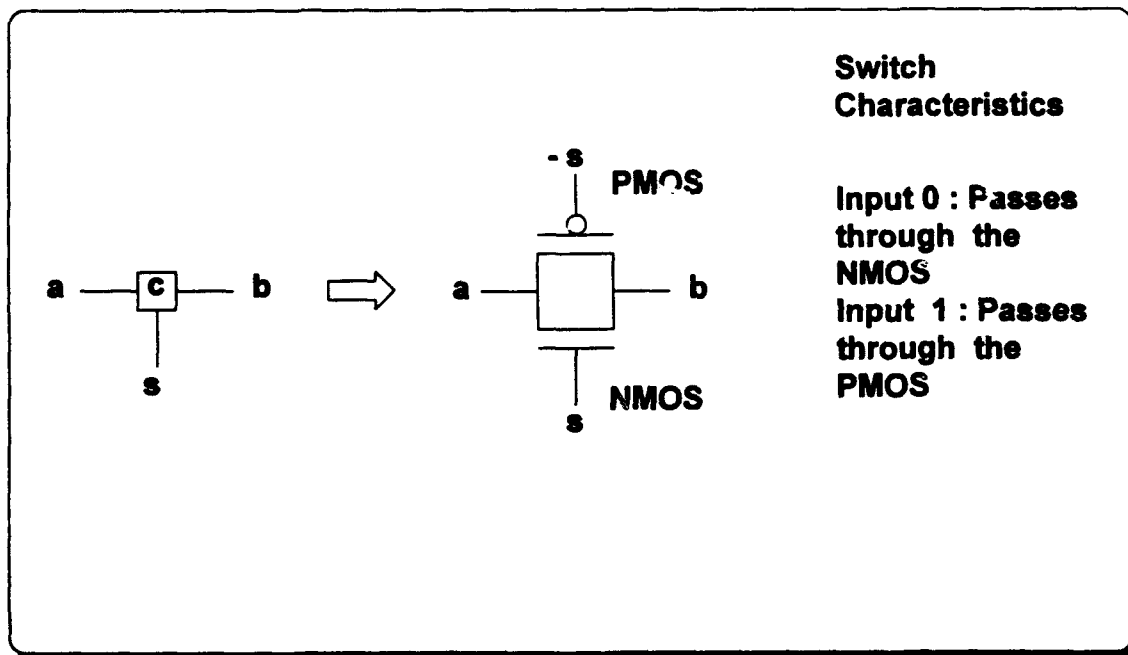 Switch
Characteristics
- s
PMOS
Input 0 : Passes
through the
NMOS
Input 1 : Passes
through the
PMOS
a
c
b
a
b
s
NMOS
s